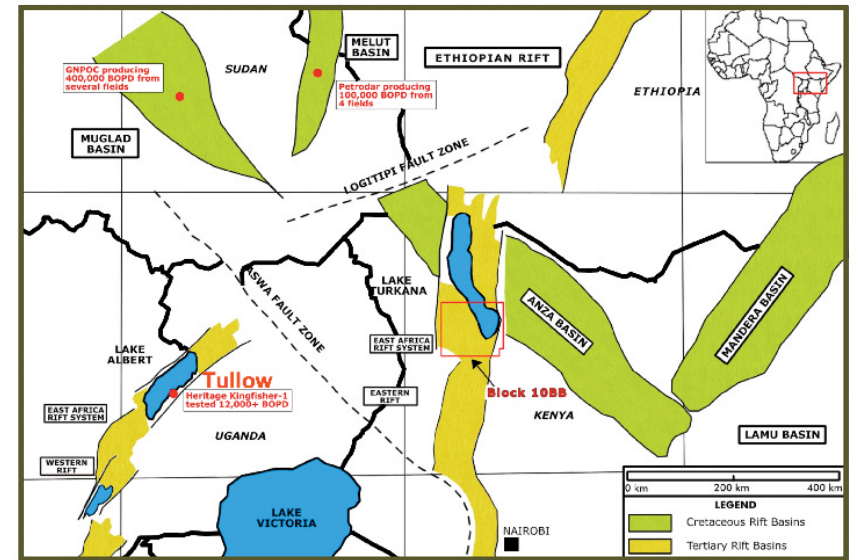 GNPOC producing
400,000 BOPD from
several fields
SUDAN
MELUT
BASIN
Petrodar producing
100,000 BOPD from
4 fields
ETHIOPIAN RIFT
ETHIOPIA
MUGLAD
BASIN
LOGITIPI FAULT ZONE
ASWA FAULT ZONE
LAKE
TURKANA
ANZA BASIN
MANDERA BASIN
EAST AFRICA
RIFT SYSTEM
LAKE
ALBERT
Tullow
Heritage Kingfisher-1
tested 12,000+ BOPD
EASTERN
RIFT
Block 10BB
KENYA
EAST AFRICA
RIFT SYSTEM
UGANDA
LAMU BASIN
WESTERN
RIFT
LAKE
VICTORIA
NAIROBI
0 km
200 km
400 km
LEGEND
Cretaceous Rift Basins
Tertiary Rift Basins